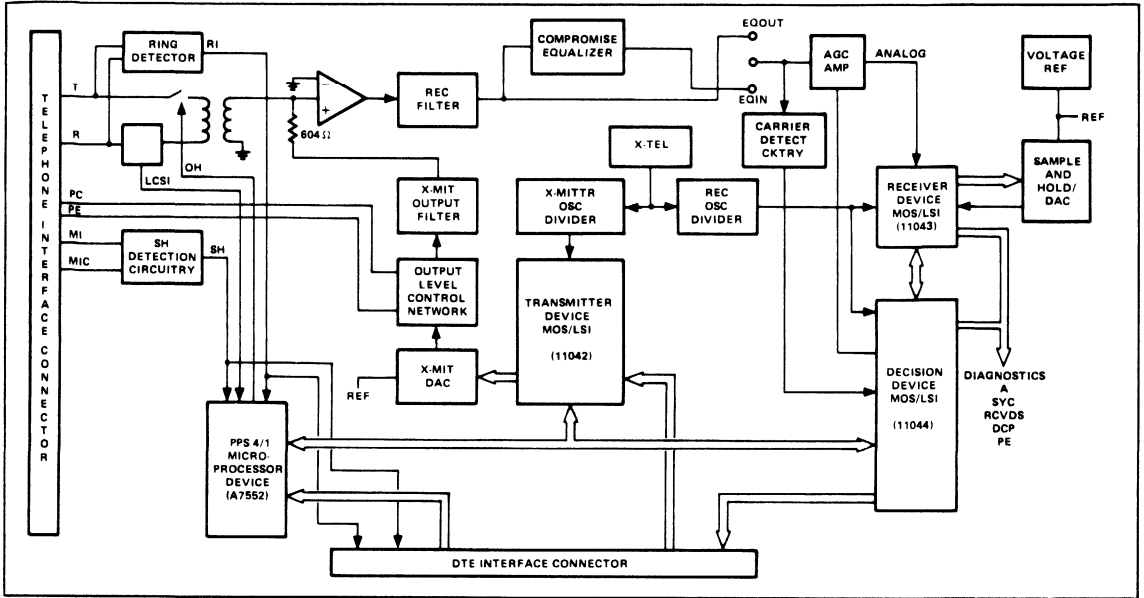 TELEPHONE INTERFACE CONNECTOR
T
R
PC
PE
MI
MIC
RING
DETECTOR
RI
LCSI
OH
SH
DETECTION
CIRCUITRY
SH
604 Ω
−
+
REC
FILTER
COMPROMISE
EQUALIZER
EQOUT
EQIN
AGC
AMP
ANALOG
VOLTAGE
REF
REF
CARRIER
DETECT
CKTRY
SAMPLE
AND
HOLD/
DAC
X-TEL
X-MIT
OUTPUT
FILTER
X-MITTR
OSC
DIVIDER
REC
OSC
DIVIDER
RECEIVER
DEVICE
MOS/LSI
(11043)
OUTPUT
LEVEL
CONTROL
NETWORK
TRANSMITTER
DEVICE
MOS/LSI
(11042)
X-MIT
DAC
REF
DECISION
DEVICE
MOS/LSI
(11044)
DIAGNOSTICS
A
SYC
RCVDS
DCP
PE
PPS 4/1
MICRO-
PROCESSOR
DEVICE
(A7552)
DTE INTERFACE CONNECTOR